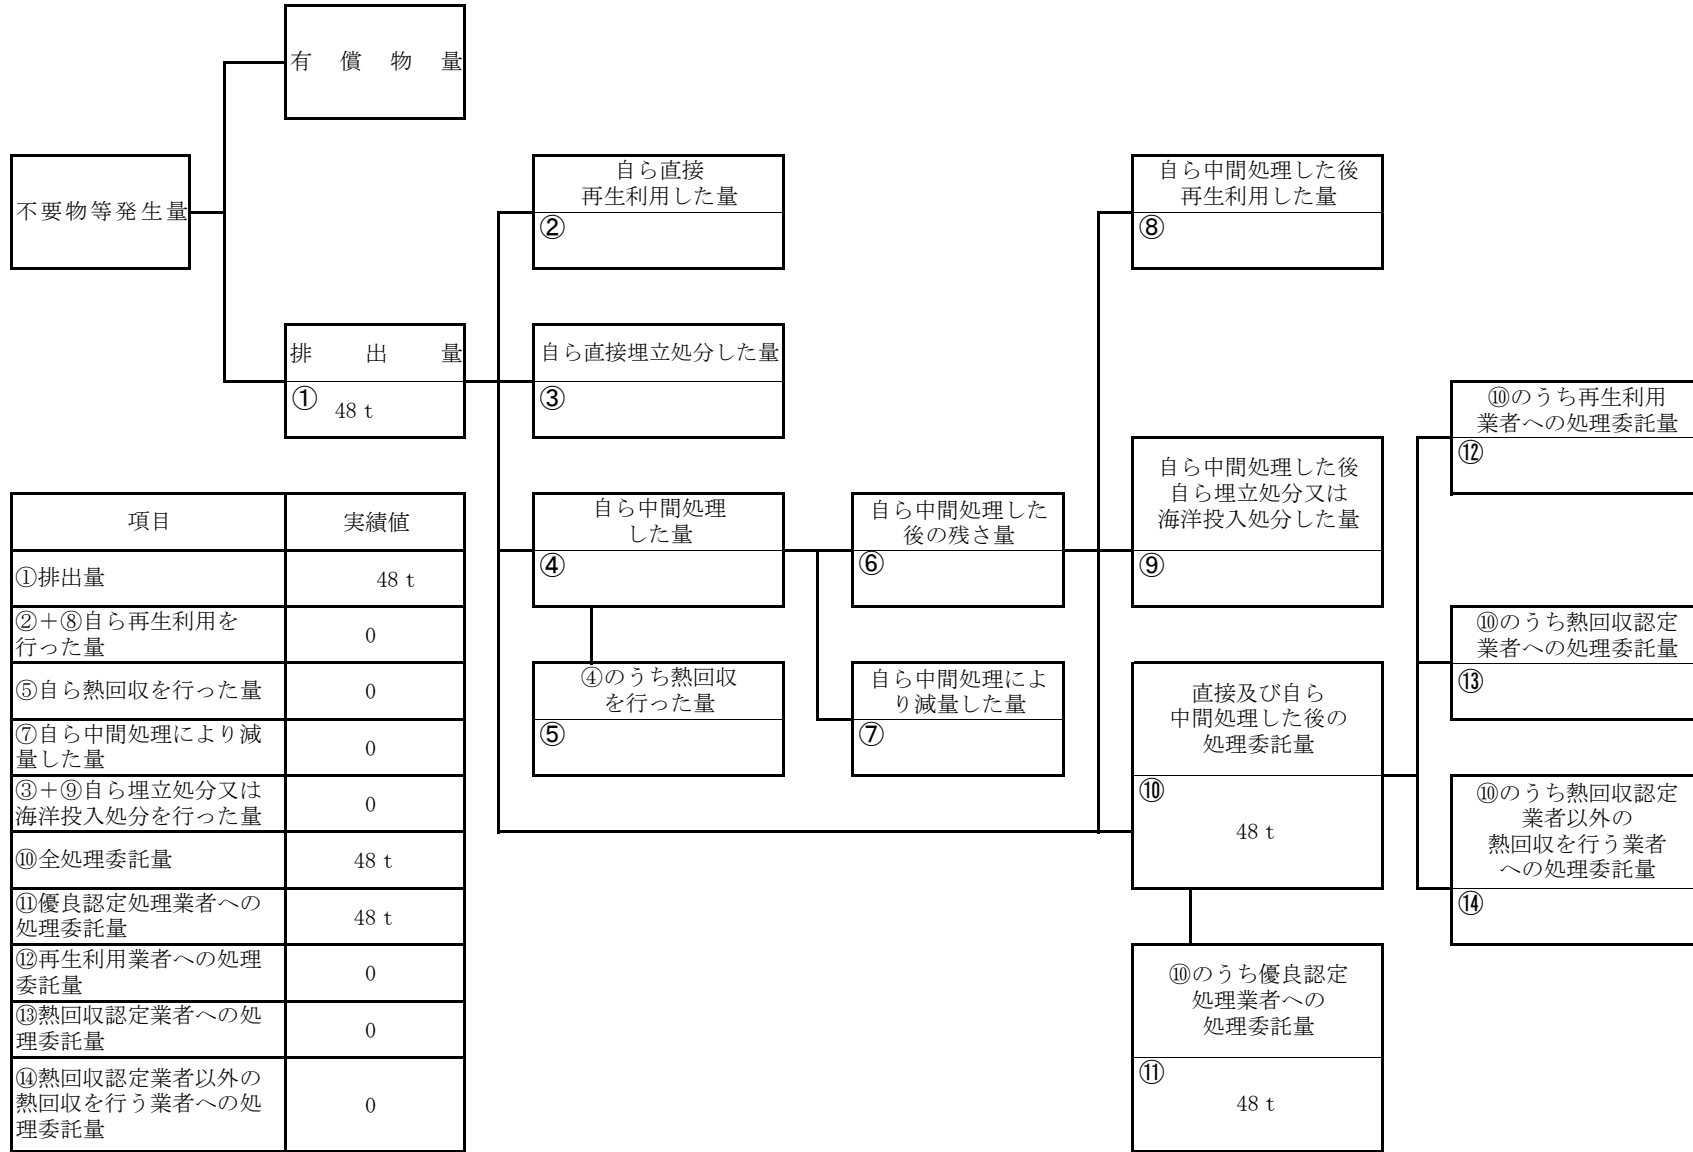 有償物量
不要物等発生量
排出量
①
48 t
自ら直接
再生利用した量
②
自ら直接埋立処分した量
③
自ら中間処理
した量
④
④のうち熱回収
を行った量
⑤
自ら中間処理した
後の残さ量
⑥
自ら中間処理によ
り減量した量
⑦
自ら中間処理した後
再生利用した量
⑧
自ら中間処理した後
自ら埋立処分又は
海洋投入処分した量
⑨
直接及び自ら
中間処理した後の
処理委託量
⑩
48 t
⑩のうち優良認定
処理業者への
処理委託量
⑪
48 t
⑩のうち再生利用
業者への処理委託量
⑫
⑩のうち熱回収認定
業者への処理委託量
⑬
⑩のうち熱回収認定
業者以外の
熱回収を行う業者
への処理委託量
⑭
項目 実績値
①排出量 48 t
②＋⑧自ら再生利用を
行った量 0
⑤自ら熱回収を行った量 0
⑦自ら中間処理により減
量した量 0
③＋⑨自ら埋立処分又は
海洋投入処分を行った量 0
⑩全処理委託量 48 t
⑪優良認定処理業者への
処理委託量 48 t
⑫再生利用業者への処理
委託量 0
⑬熱回収認定業者への処
理委託量 0
⑭熱回収認定業者以外の
熱回収を行う業者への処
理委託量 0